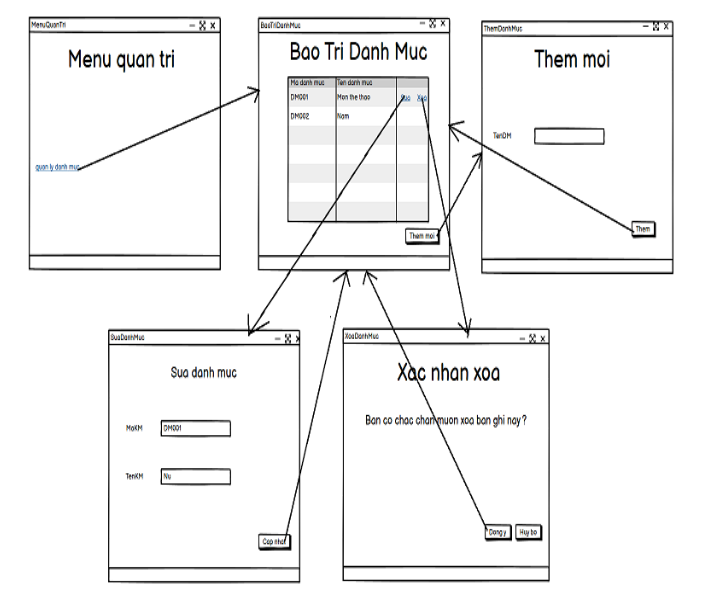 MenuQuanTri
Menu quan tri
quan ly danh muc
BaoTriDanhMuc
Bao Tri Danh Muc
Ma danh muc Ten danh muc
DM001 Mon the thao Sua Xoa
DM002 Nam
Them moi
ThemDanhMuc
Them moi
TenDM
Them
SuaDanhMuc
Sua danh muc
MaKM DM001
TenKM Nu
Cap nhat
XoaDanhMuc
Xac nhan xoa
Ban co chac chan muon xoa ban ghi nay?
Dong y Huy bo